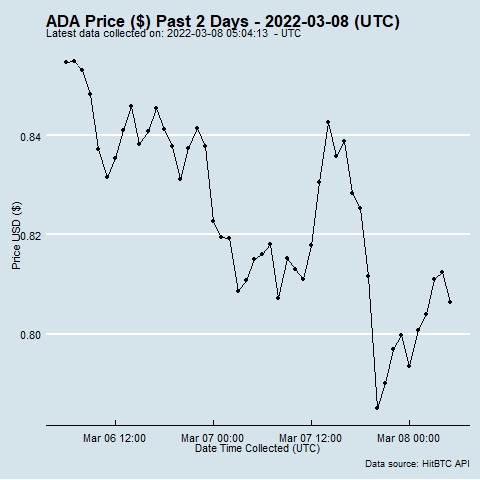 ADA Price ($) Past 2 Days - 2022-03-08 (UTC)
Latest data collected on: 2022-03-08 05:04:13 - UTC
Price USD ($)
0.84
0.82
0.80
Mar 06 12:00
Mar 07 00:00
Mar 07 12:00
Mar 08 00:00
Date Time Collected (UTC)
Data source: HitBTC API